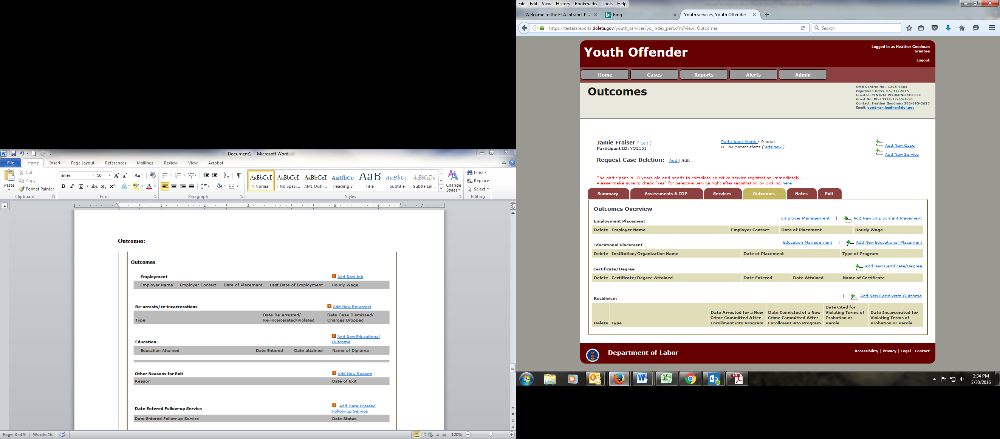 Document1 - Microsoft Word
File Home Insert Page Layout References Mailings Review View Acrobat
Cut
Copy
Paste
Format Painter
Clipboard
Times 10
Font
Paragraph
AaBbCcI AaBbCcI AaBbCcI AaBbCc AaB AaBbCc. AaBbCcDd
¶ Normal ¶ No Spaci... AML Outli... Heading 2 Title Subtitle Subtle Em...
Change Styles
Styles
Find
Replace
Select
Editing
1 1 2 3 4 5 6 7
Outcomes:
Outcomes
Employment Add New Job
Employer Name Employer Contact Date of Placement Last Date of Employment Hourly Wage
Re-arrests/re-incarcerations Add New Re-arrest
Type Date Re-arrested/ Re-incarcerated/Violated Date Case Dismissed/ Charges Dropped
Education Add New Educational Outcome
Education Attained Date Entered Date attained Name of Diploma
Other Reasons for Exit Add New Reason
Reason Date of Exit
Date Entered Follow-up Service Add Date Entered Follow-up Service
Date Entered Follow-up Service Date Status
Page: 8 of 9 Words: 16 120%
File Edit View History Bookmarks Tools Help
Welcome to the ETA Intranet P... Bing Youth services, Youth Offender
https://testetareports.doleta.gov/youth_services/yo_index_part.cfm?view=Outcomes Search
Youth Offender
Logged in as Heather Goodman
Grantee
Logout
Home Cases Reports Alerts Admin
Outcomes
OMB Control No: 1205-0464
Expiration Date: 05/31/2015
Grantee: CENTRAL WYOMING COLLEGE
Grant No: PE-23324-12-60-A-56
Contact: Heather Goodman 202-693-2635
Email: goodman.heather@dol.gov
Jamie Fraiser ( Edit )
Participant ID: YO2151
Participant Alerts - 0 total
No current alerts ( add new )
Add New Case
Add New Service
Request Case Deletion: Add | Edit
The participant is 18 years old and needs to complete selective service registration immediately.
Please make sure to check "Yes" for Selective Service right after registration by clicking here
Summary Assessments & IDP Services Outcomes Notes Exit
Outcomes Overview
Employment Placement Employer Management | Add New Employment Placement
Delete Employer Name Employer Contact Date of Placement Hourly Wage
Educational Placement Education Management | Add New Educational Placement
Delete Institution/Organization Name Date of Placement Type of Program
Certificate/Degree Add New Certificate/Degree
Delete Certificate/Degree Attained Date Entered Date Attained Name of Certificate
Recidivism | Add New Recidivism Outcome
Delete Type Date Arrested for a New Crime Committed After Enrollment into Program Date Convicted of a New Crime Committed After Enrollment into Program Date Cited for Violating Terms of Probation or Parole Date Incarcerated for Violating Terms of Probation or Parole
Department of Labor
Accessibility | Privacy | Legal | Contact
1:34 PM
3/30/2016